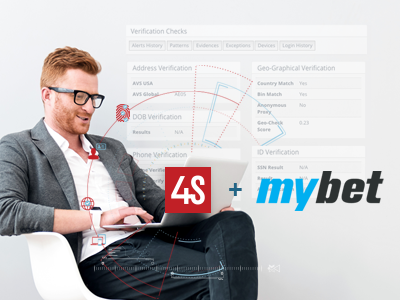 Verification Checks
Alerts History Patterns Evidences Exceptions Devices Login History
Address Verification
Geo-Graphical Verification
AVS USA
Country Match Yes
AVS Global
Bin Match Yes
Anonymous Proxy No
DOB Verification
Geo-Check Score
Results N/A
Phone Verification
ID Verification
SSN Result N/A
4S + mybet